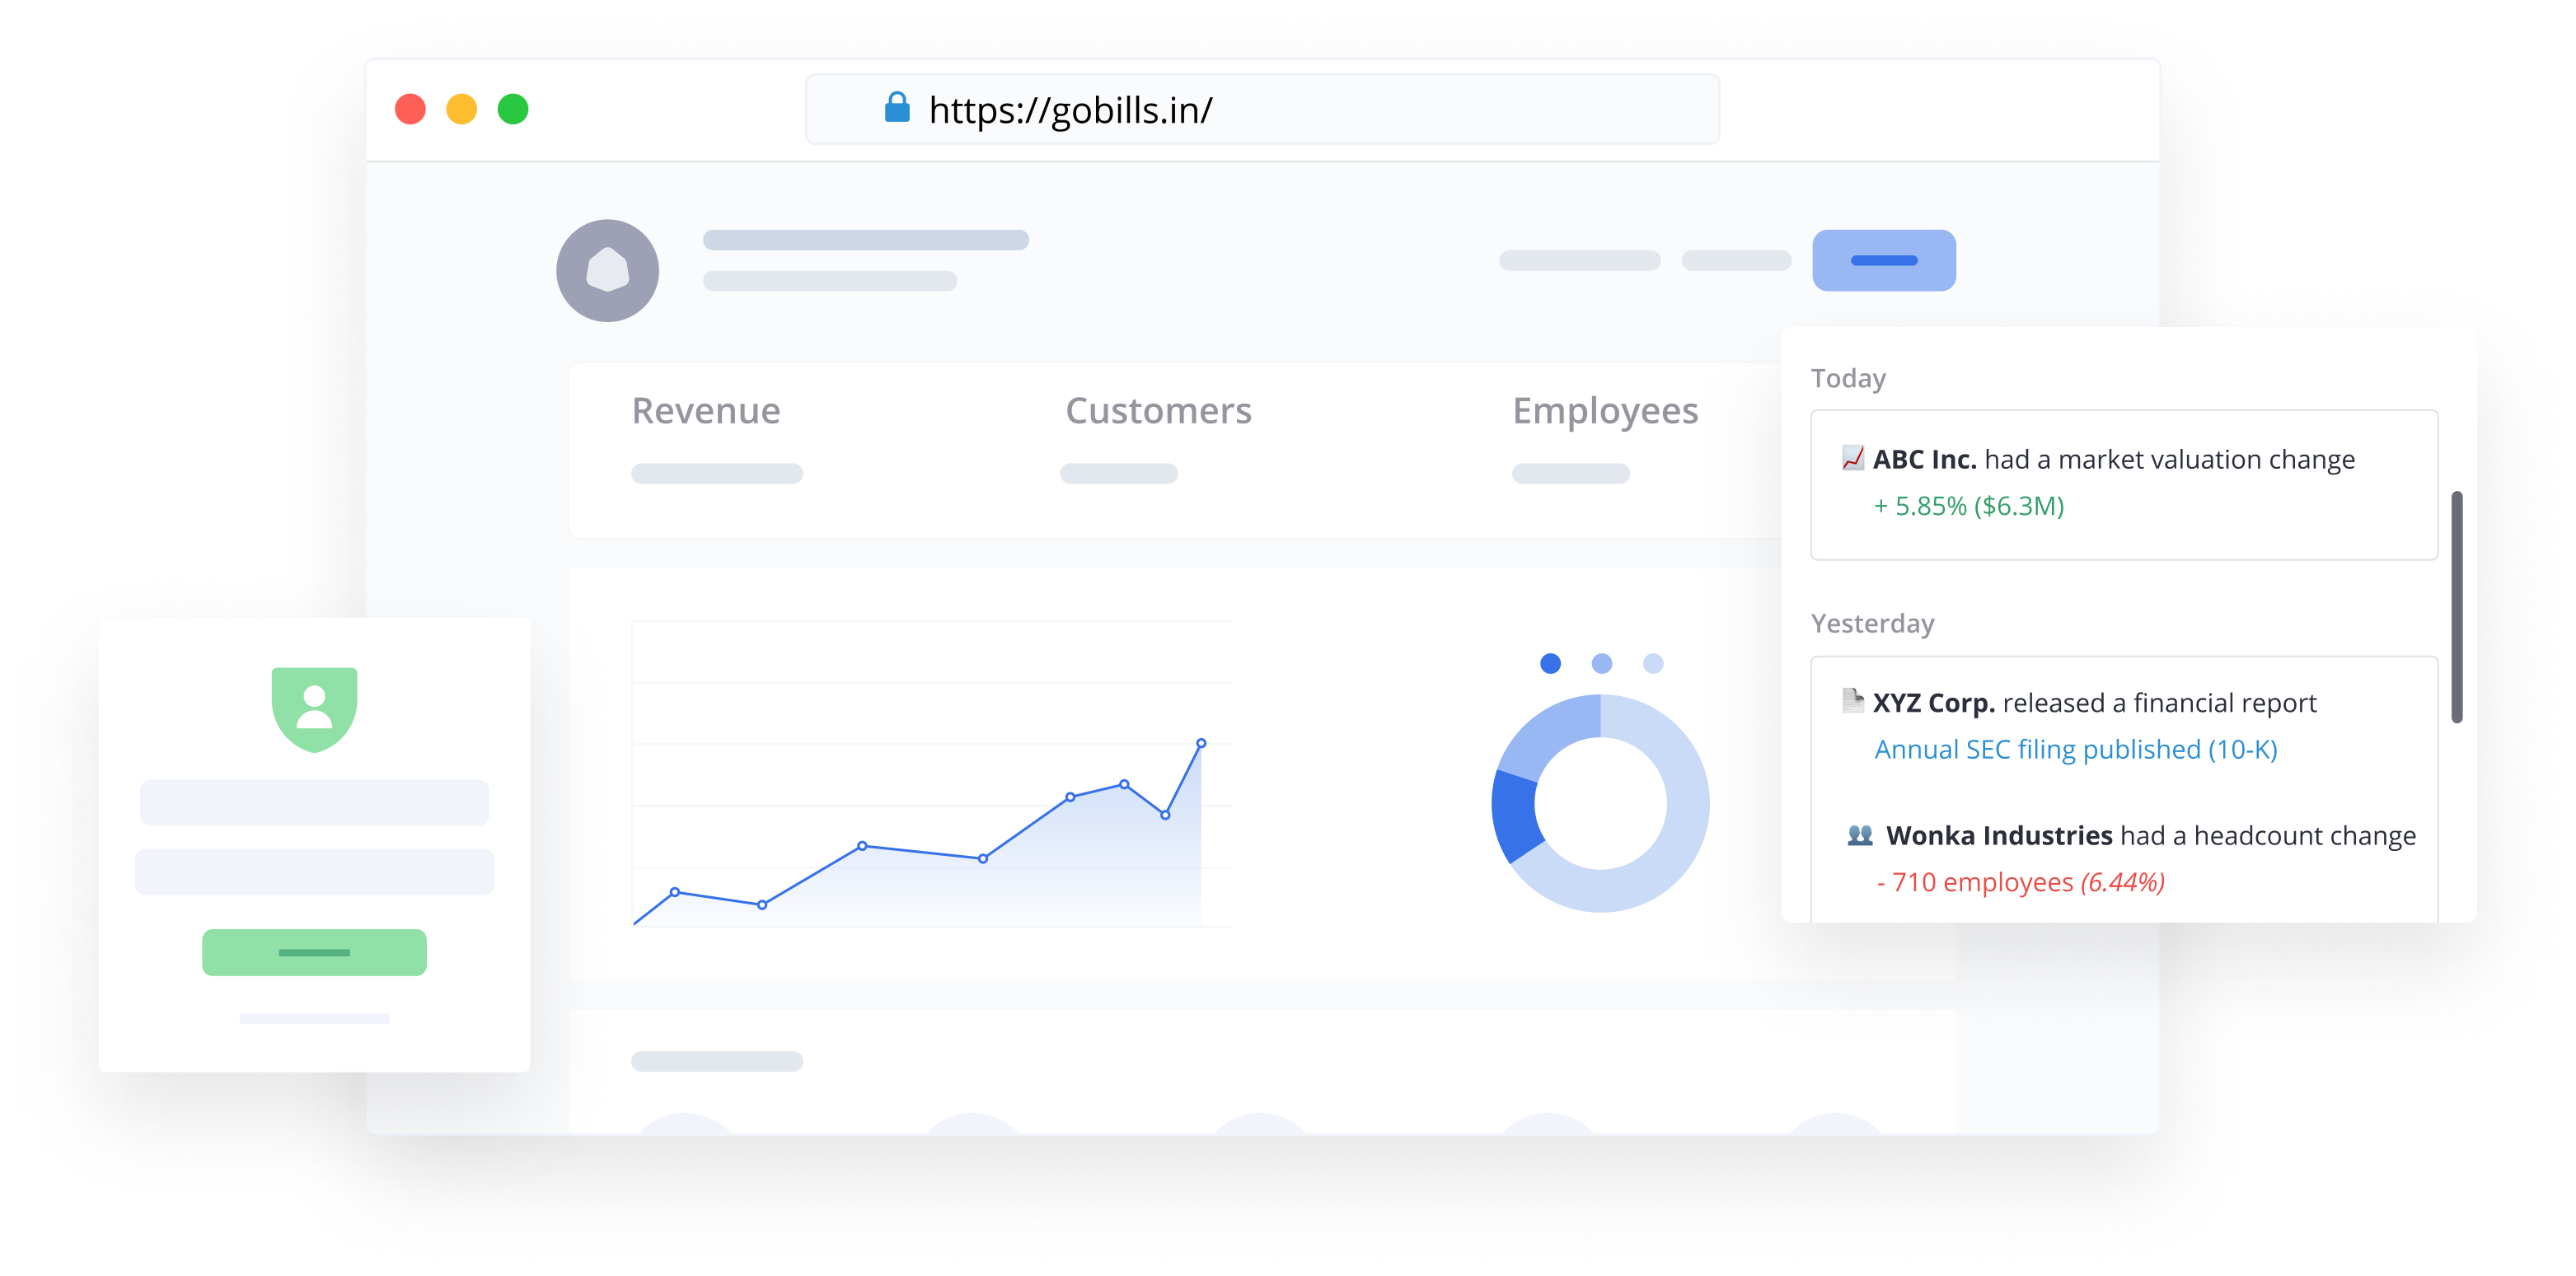 https://gobills.in/
Revenue
Customers
Employees
Today
ABC Inc. had a market valuation change
+ 5.85% ($6.3M)
Yesterday
XYZ Corp. released a financial report
Annual SEC filing published (10-K)
Wonka Industries had a headcount change
- 710 employees (6.44%)